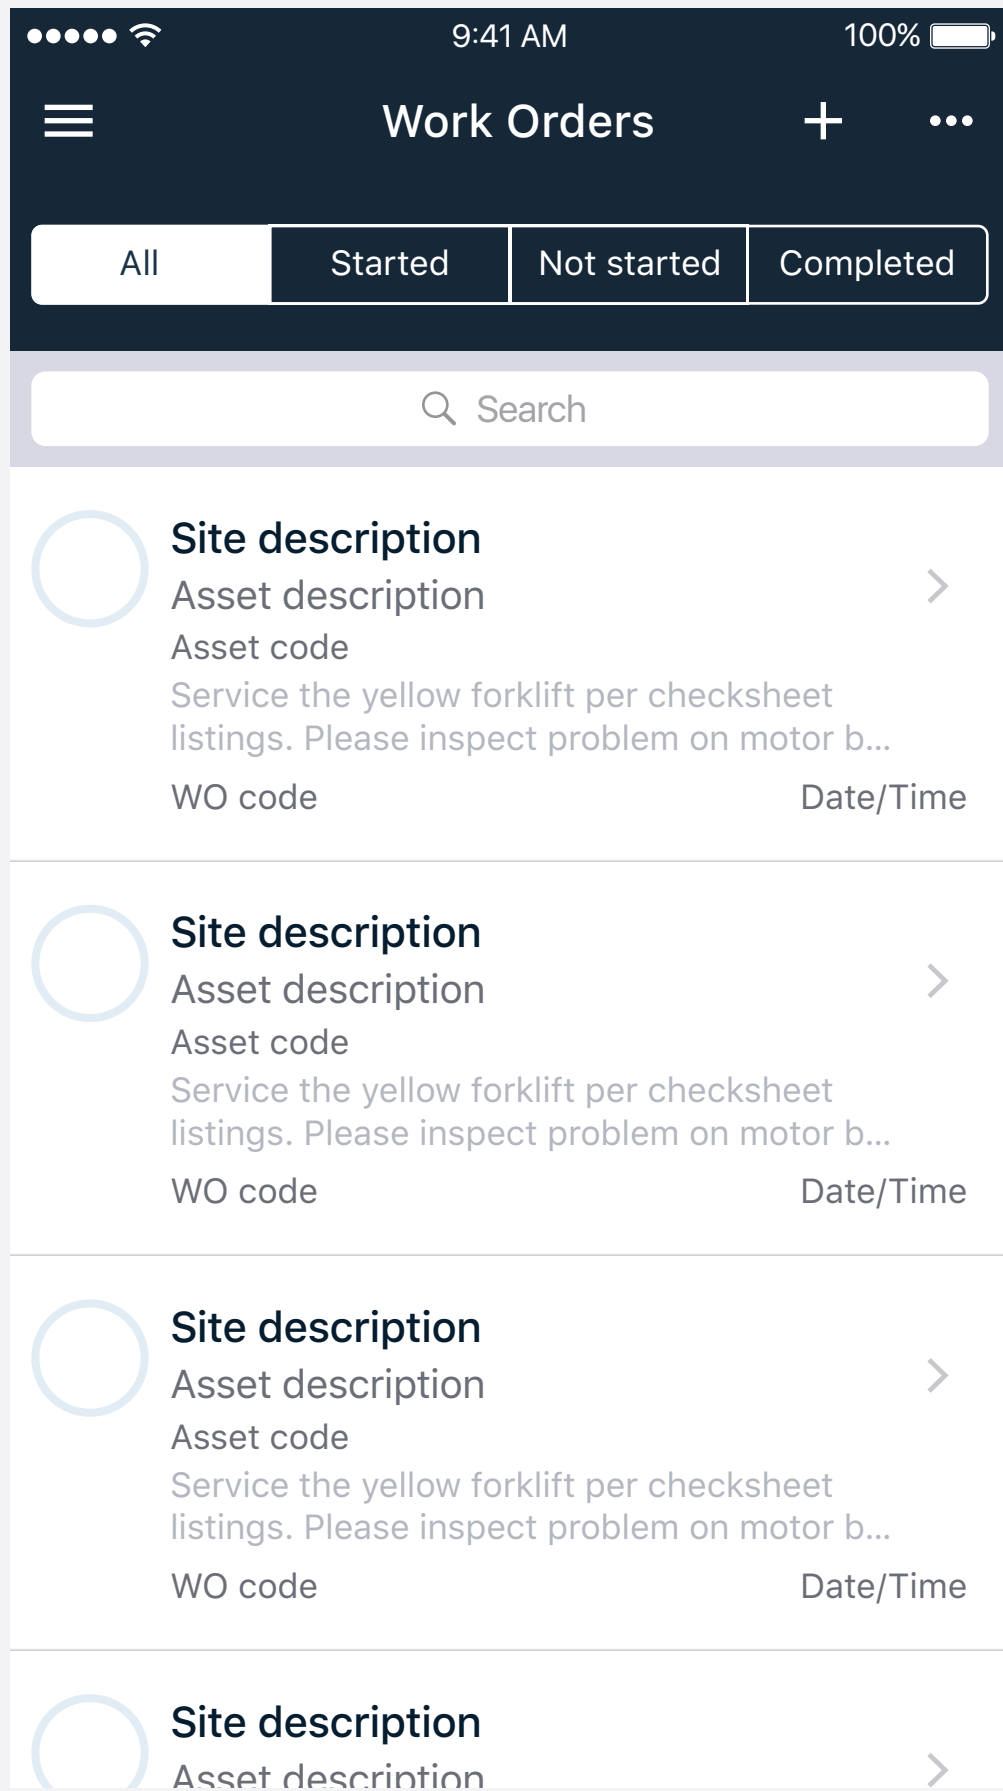 9:41 AM 100%
Work Orders
All Started Not started Completed
Search
Site description
Asset description
Asset code
Service the yellow forklift per checksheet
listings. Please inspect problem on motor b...
WO code Date/Time
Site description
Asset description
Asset code
Service the yellow forklift per checksheet
listings. Please inspect problem on motor b...
WO code Date/Time
Site description
Asset description
Asset code
Service the yellow forklift per checksheet
listings. Please inspect problem on motor b...
WO code Date/Time
Site description
Asset description